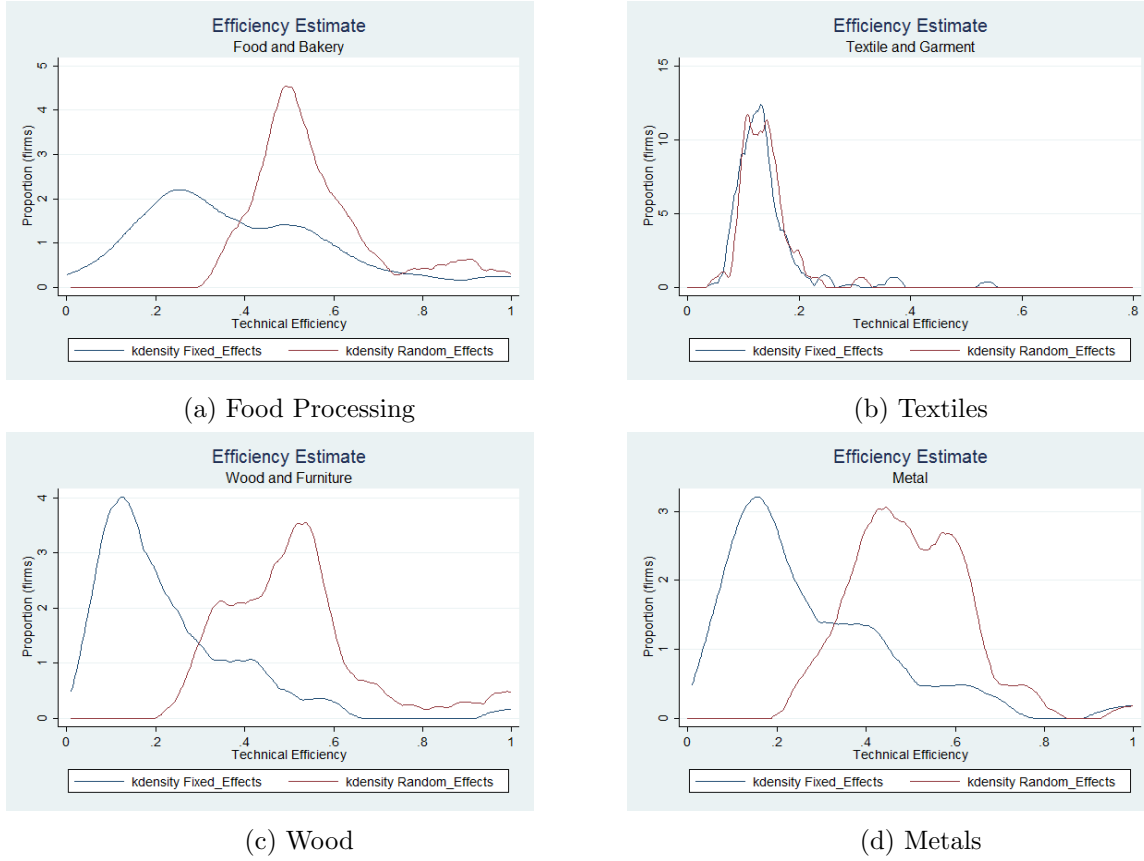 Efficiency Estimate
Food and Bakery
Proportion (firms)
0 1 2 3 4 5
0 .2 .4 .6 .8 1
Technical Efficiency
kdensity Fixed_Effects kdensity Random_Effects
(a) Food Processing
Efficiency Estimate
Textile and Garment
Proportion (firms)
0 5 10 15
0 .2 .4 .6 .8
Technical Efficiency
kdensity Fixed_Effects kdensity Random_Effects
(b) Textiles
Efficiency Estimate
Wood and Furniture
Proportion (firms)
0 1 2 3 4
0 .2 .4 .6 .8 1
Technical Efficiency
kdensity Fixed_Effects kdensity Random_Effects
(c) Wood
Efficiency Estimate
Metal
Proportion (firms)
0 1 2 3
0 .2 .4 .6 .8 1
Technical Efficiency
kdensity Fixed_Effects kdensity Random_Effects
(d) Metals